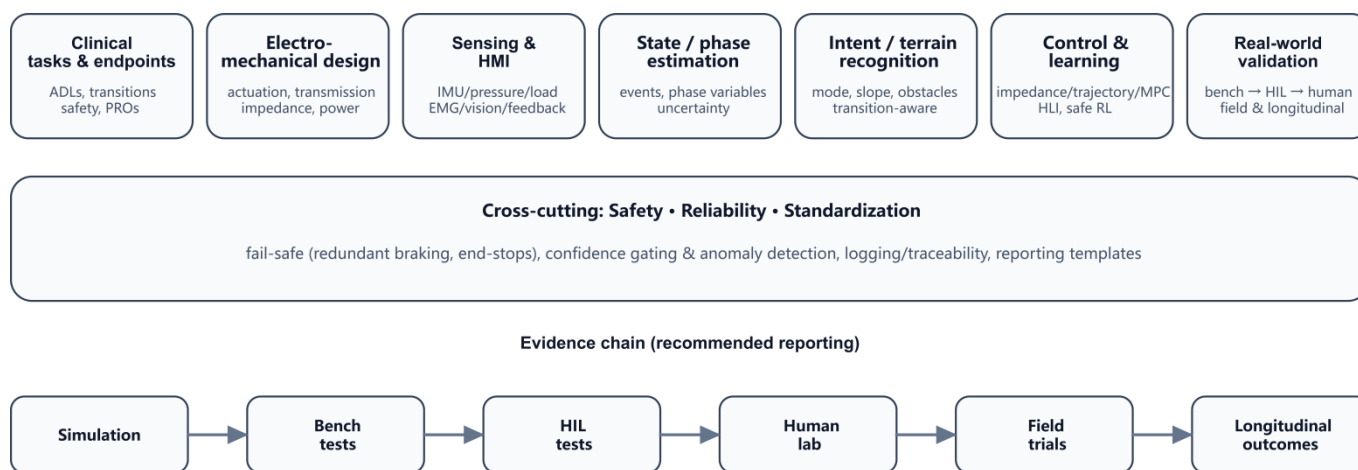 Clinical
tasks & endpoints
ADLs, transitions
safety, PROs
Electro-
mechanical design
actuation, transmission
impedance, power
Sensing &
HMI
IMU/pressure/load
EMG/vision/feedback
State / phase
estimation
events, phase variables
uncertainty
Intent / terrain
recognition
mode, slope, obstacles
transition-aware
Control &
learning
impedance/trajectory/MPC
HLI, safe RL
Real-world
validation
bench → HIL → human
field & longitudinal
Cross-cutting: Safety • Reliability • Standardization
fail-safe (redundant braking, end-stops), confidence gating & anomaly detection, logging/traceability, reporting templates
Evidence chain (recommended reporting)
Simulation
Bench
tests
HIL
tests
Human
lab
Field
trials
Longitudinal
outcomes